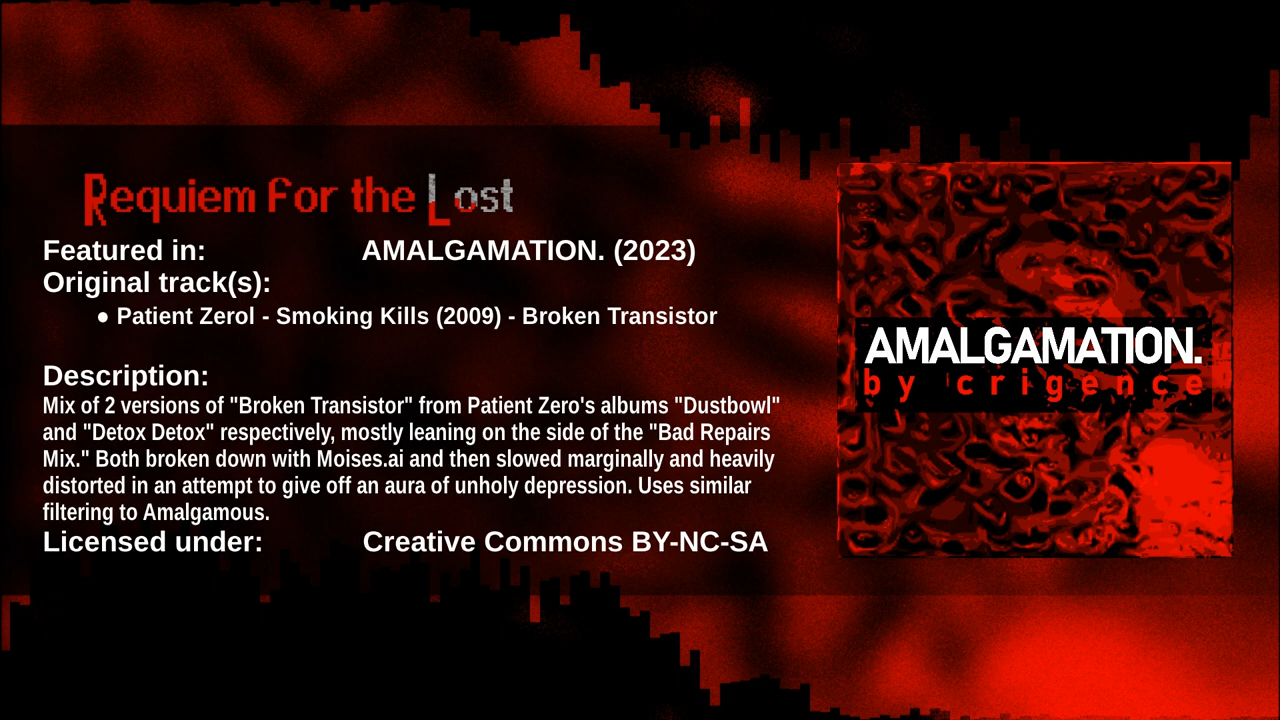 Requiem for the Lost
Featured in: AMALGAMATION. (2023)
Original track(s):
● Patient Zerol - Smoking Kills (2009) - Broken Transistor
Description:
Mix of 2 versions of "Broken Transistor" from Patient Zero's albums "Dustbowl"
and "Detox Detox" respectively, mostly leaning on the side of the "Bad Repairs
Mix." Both broken down with Moises.ai and then slowed marginally and heavily
distorted in an attempt to give off an aura of unholy depression. Uses similar
filtering to Amalgamous.
Licensed under: Creative Commons BY-NC-SA
AMALGAMATION.
by crigence